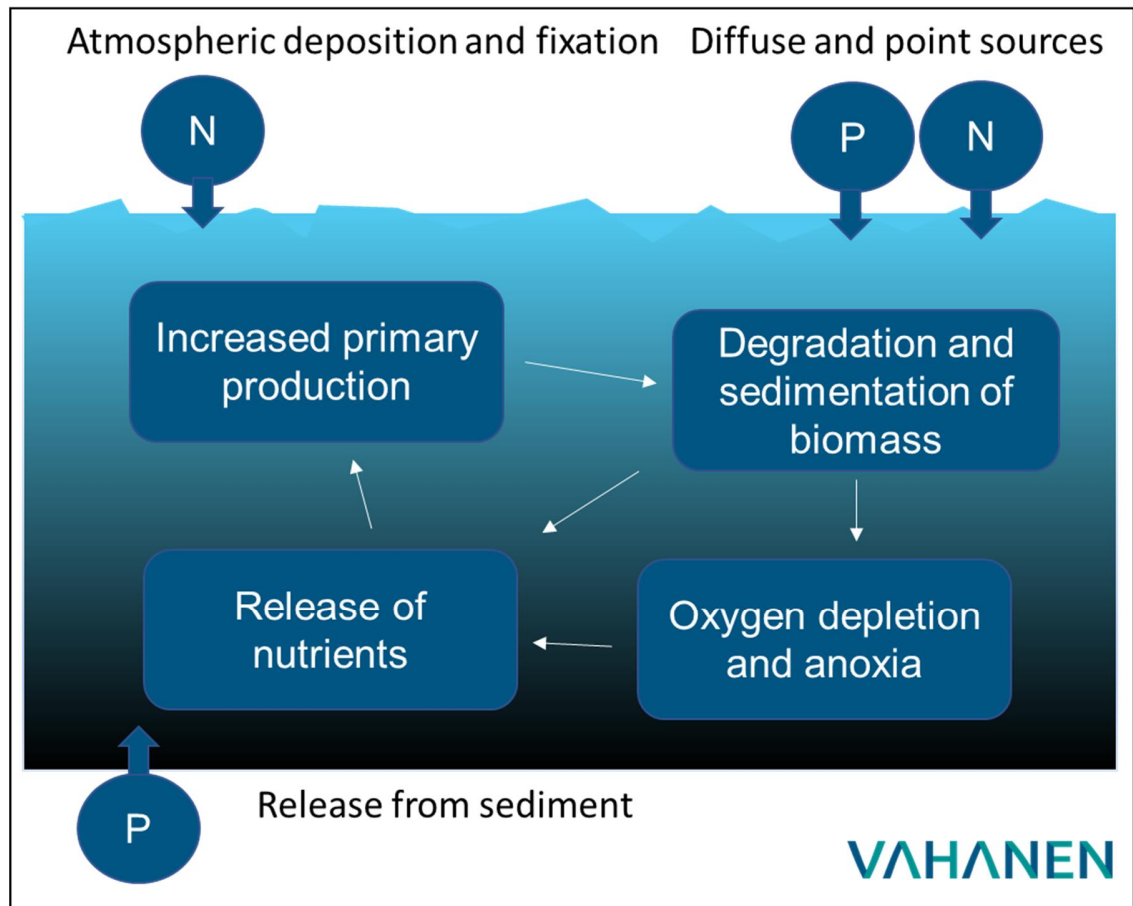 Atmospheric deposition and fixation
Diffuse and point sources
N
P
N
Increased primary
production
Degradation and
sedimentation of
biomass
Release of
nutrients
Oxygen depletion
and anoxia
P
Release from sediment
VAHANEN